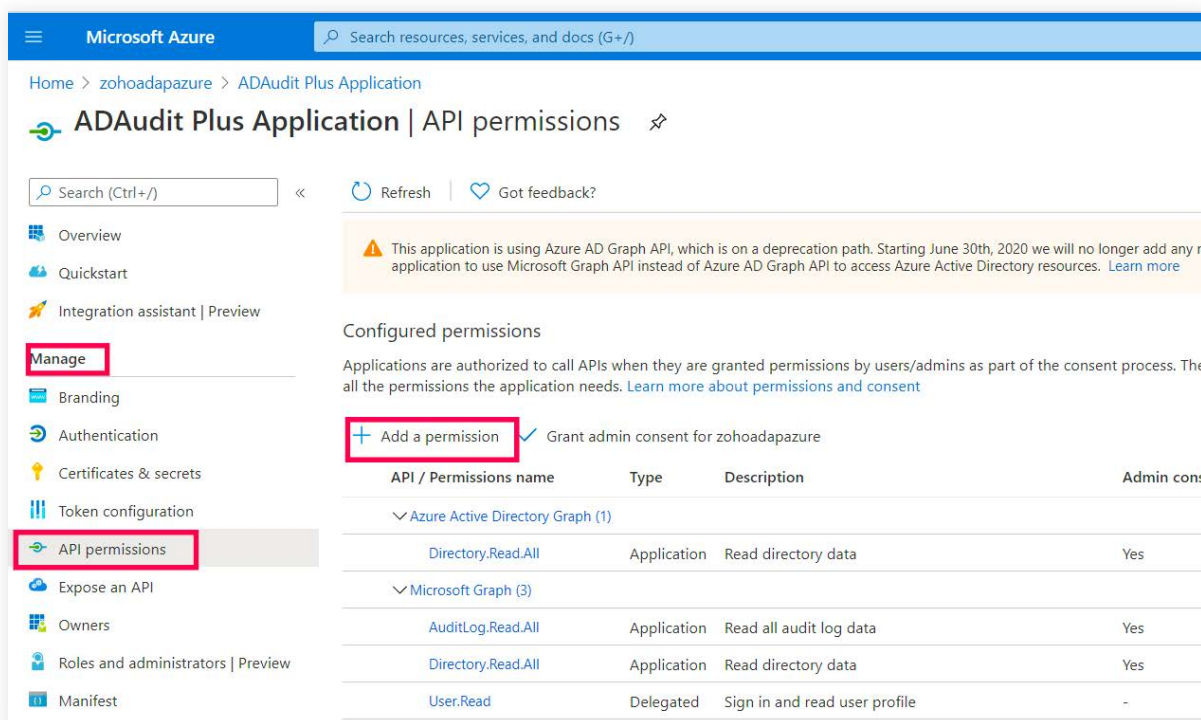 Microsoft Azure
Search resources, services, and docs (G+/)
Home > zohoadapazure > ADAudit Plus Application
ADAudit Plus Application | API permissions
Search (Ctrl+/)
«
Refresh
Got feedback?
Overview
Quickstart
Integration assistant | Preview
Manage
Branding
Authentication
Certificates & secrets
Token configuration
API permissions
Expose an API
Owners
Roles and administrators | Preview
Manifest
This application is using Azure AD Graph API, which is on a deprecation path. Starting June 30th, 2020 we will no longer add any
application to use Microsoft Graph API instead of Azure AD Graph API to access Azure Active Directory resources. Learn more
Configured permissions
Applications are authorized to call APIs when they are granted permissions by users/admins as part of the consent process. The
all the permissions the application needs. Learn more about permissions and consent
+ Add a permission
Grant admin consent for zohoadapazure
API / Permissions name Type Description Admin cons
Azure Active Directory Graph (1)
Directory.Read.All Application Read directory data Yes
Microsoft Graph (3)
AuditLog.Read.All Application Read all audit log data Yes
Directory.Read.All Application Read directory data Yes
User.Read Delegated Sign in and read user profile -